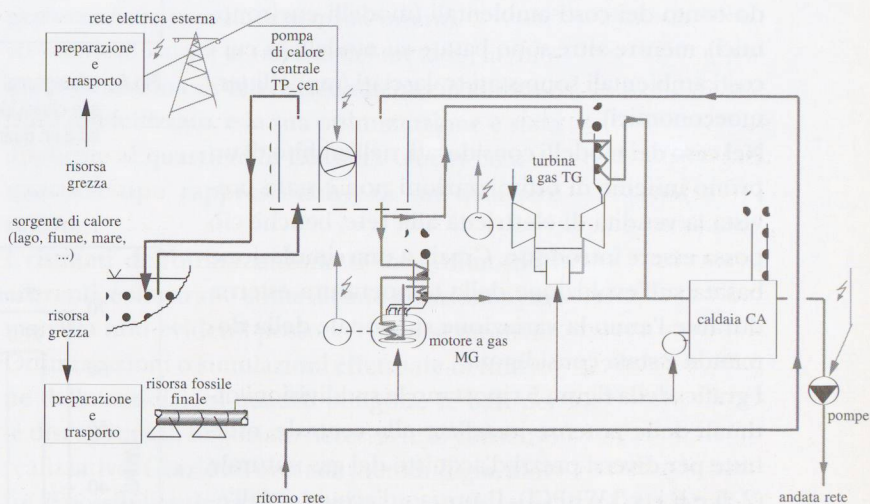 rete elettrica esterna
preparazione
e
trasporto
pompa
di calore
centrale
TP_cen
risorsa
grezza
turbina
a gas TG
sorgente di calore
(lago, fiume, mare,
risorsa
grezza
motore a gas
MG
caldaia CA
preparazione
e
trasporto
risorsa fossile
finale
pompe
ritorno rete
andata rete